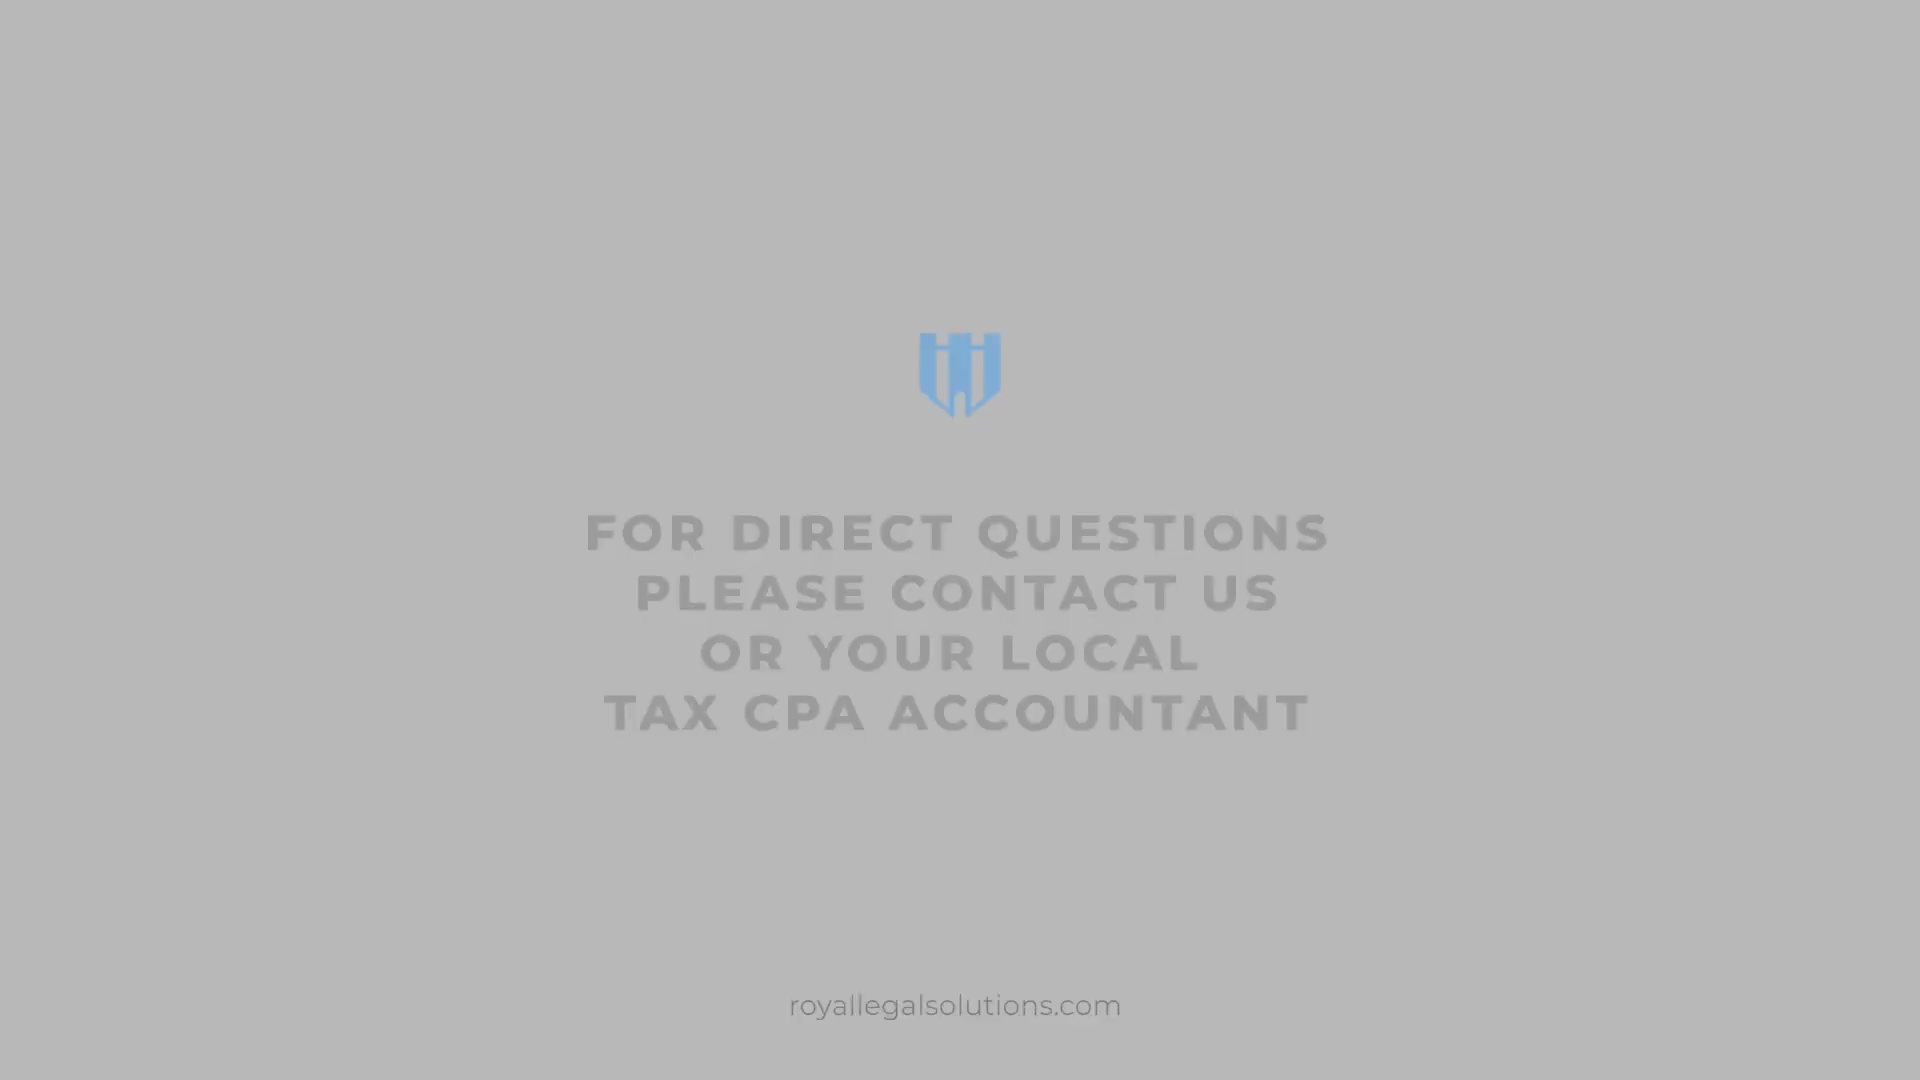 FOR DIRECT QUESTIONS
PLEASE CONTACT US
OR YOUR LOCAL
TAX CPA ACCOUNTANT
royallegalsolutions.com